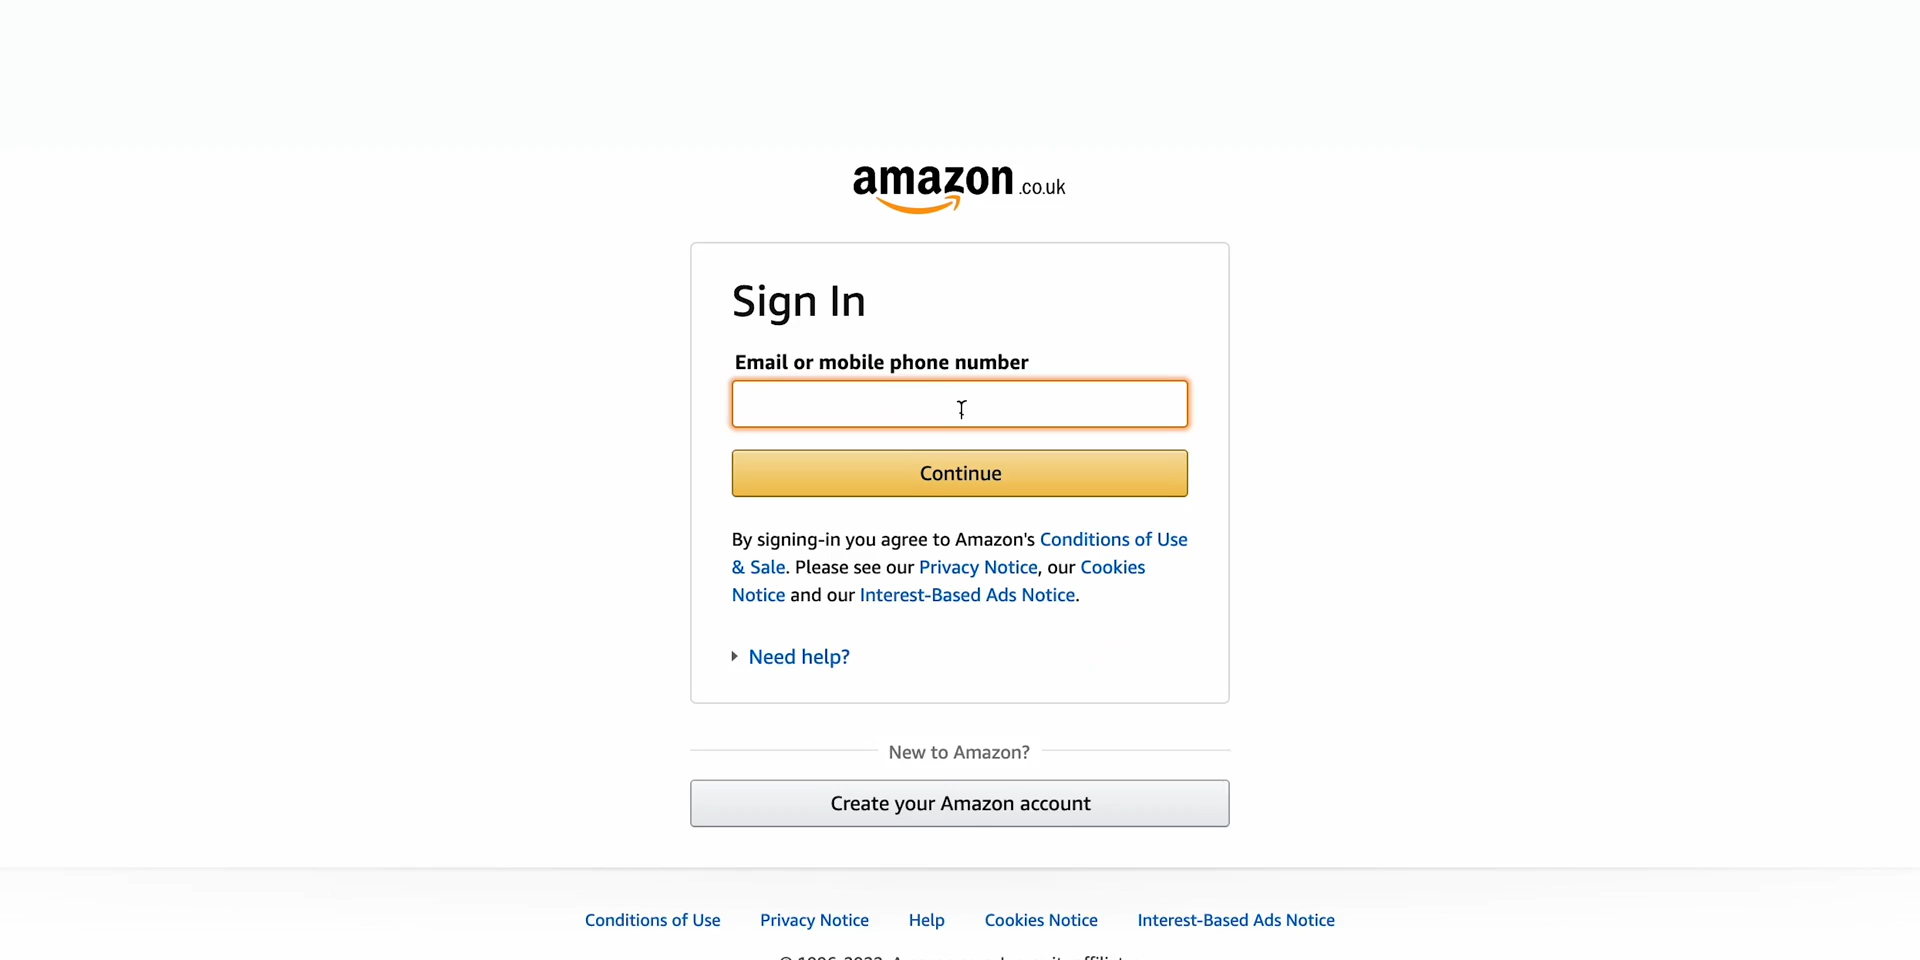 amazon.co.uk
Sign In
Email or mobile phone number
Continue
By signing-in you agree to Amazon's Conditions of Use
& Sale. Please see our Privacy Notice, our Cookies
Notice and our Interest-Based Ads Notice.
Need help?
New to Amazon?
Create your Amazon account
Conditions of Use Privacy Notice Help Cookies Notice Interest-Based Ads Notice